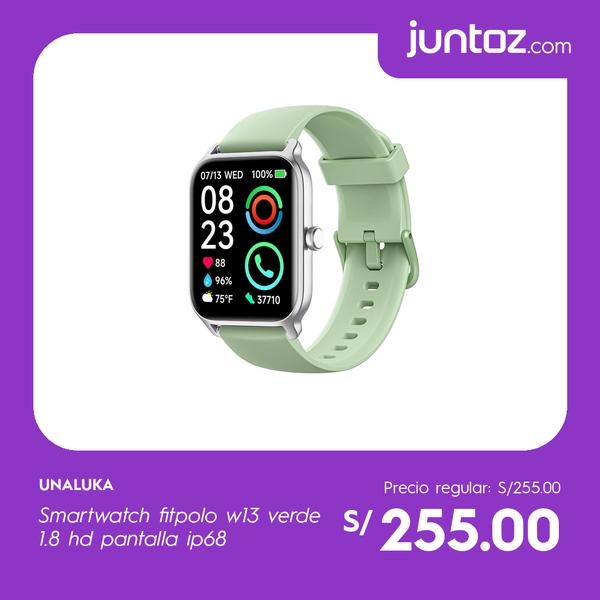 juntoz.com
07/13 WED 100%
08
23
88
96%
75°F 37710
UNALUKA
Smartwatch fitpolo w13 verde
1.8 hd pantalla ip68
Precio regular: S/255.00
S/ 255.00